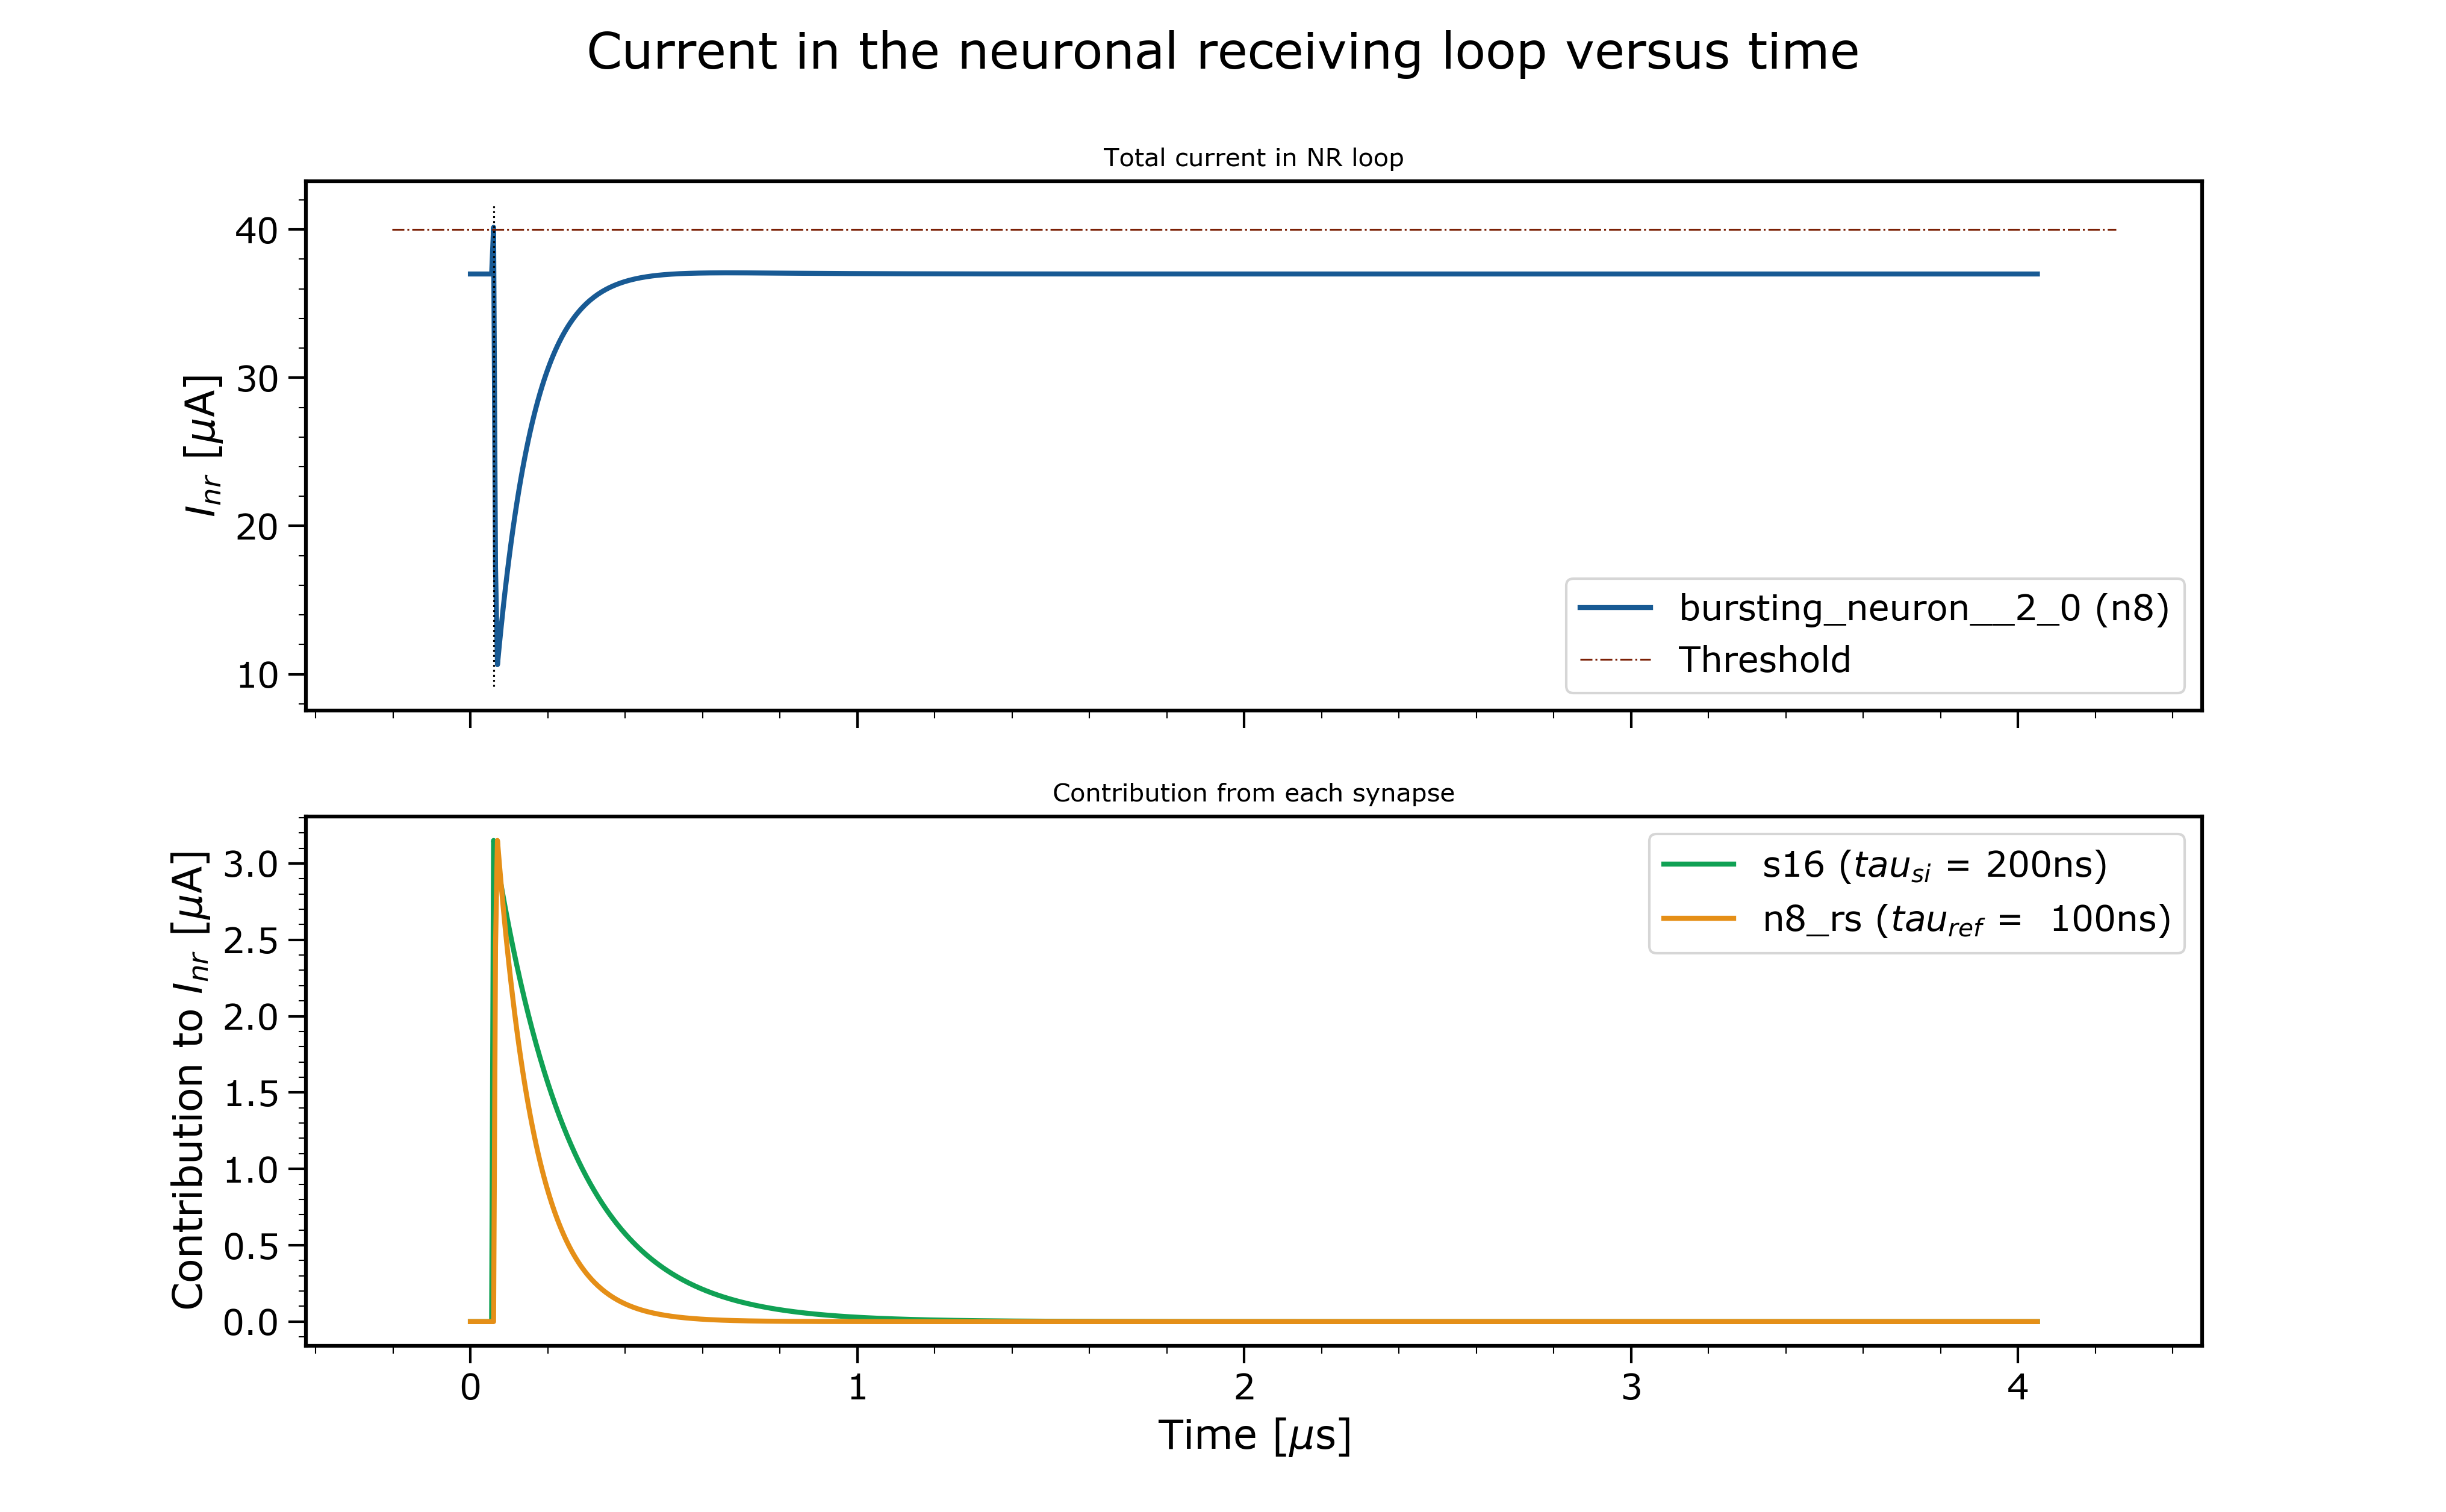 Current in the neuronal receiving loop versus time
Total current in NR loop
40
30
20
10
I_nr [μA]
bursting_neuron__2_0 (n8)
Threshold
Contribution from each synapse
3.0
2.5
2.0
1.5
1.0
0.5
0.0
Contribution to I_nr [μA]
s16 (tau_si = 200ns)
n8_rs (tau_ref = 100ns)
0 1 2 3 4
Time [μs]